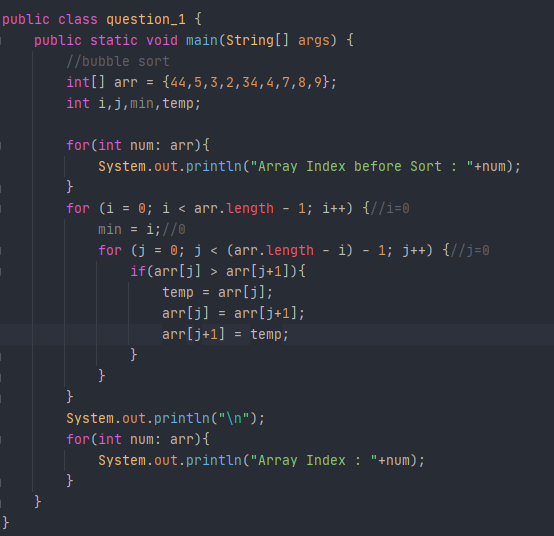 public class question_1 {
    public static void main(String[] args) {
        //bubble sort
        int[] arr = {44,5,3,2,34,4,7,8,9};
        int i,j,min,temp;

        for(int num: arr){
            System.out.println("Array Index before Sort : "+num);
        }
        for (i = 0; i < arr.length - 1; i++) {//i=0
            min = i;//0
            for (j = 0; j < (arr.length - i) - 1; j++) {//j=0
                if(arr[j] > arr[j+1]){
                    temp = arr[j];
                    arr[j] = arr[j+1];
                    arr[j+1] = temp;
                }
            }
        }
        System.out.println("\n");
        for(int num: arr){
            System.out.println("Array Index : "+num);
        }
    }
}